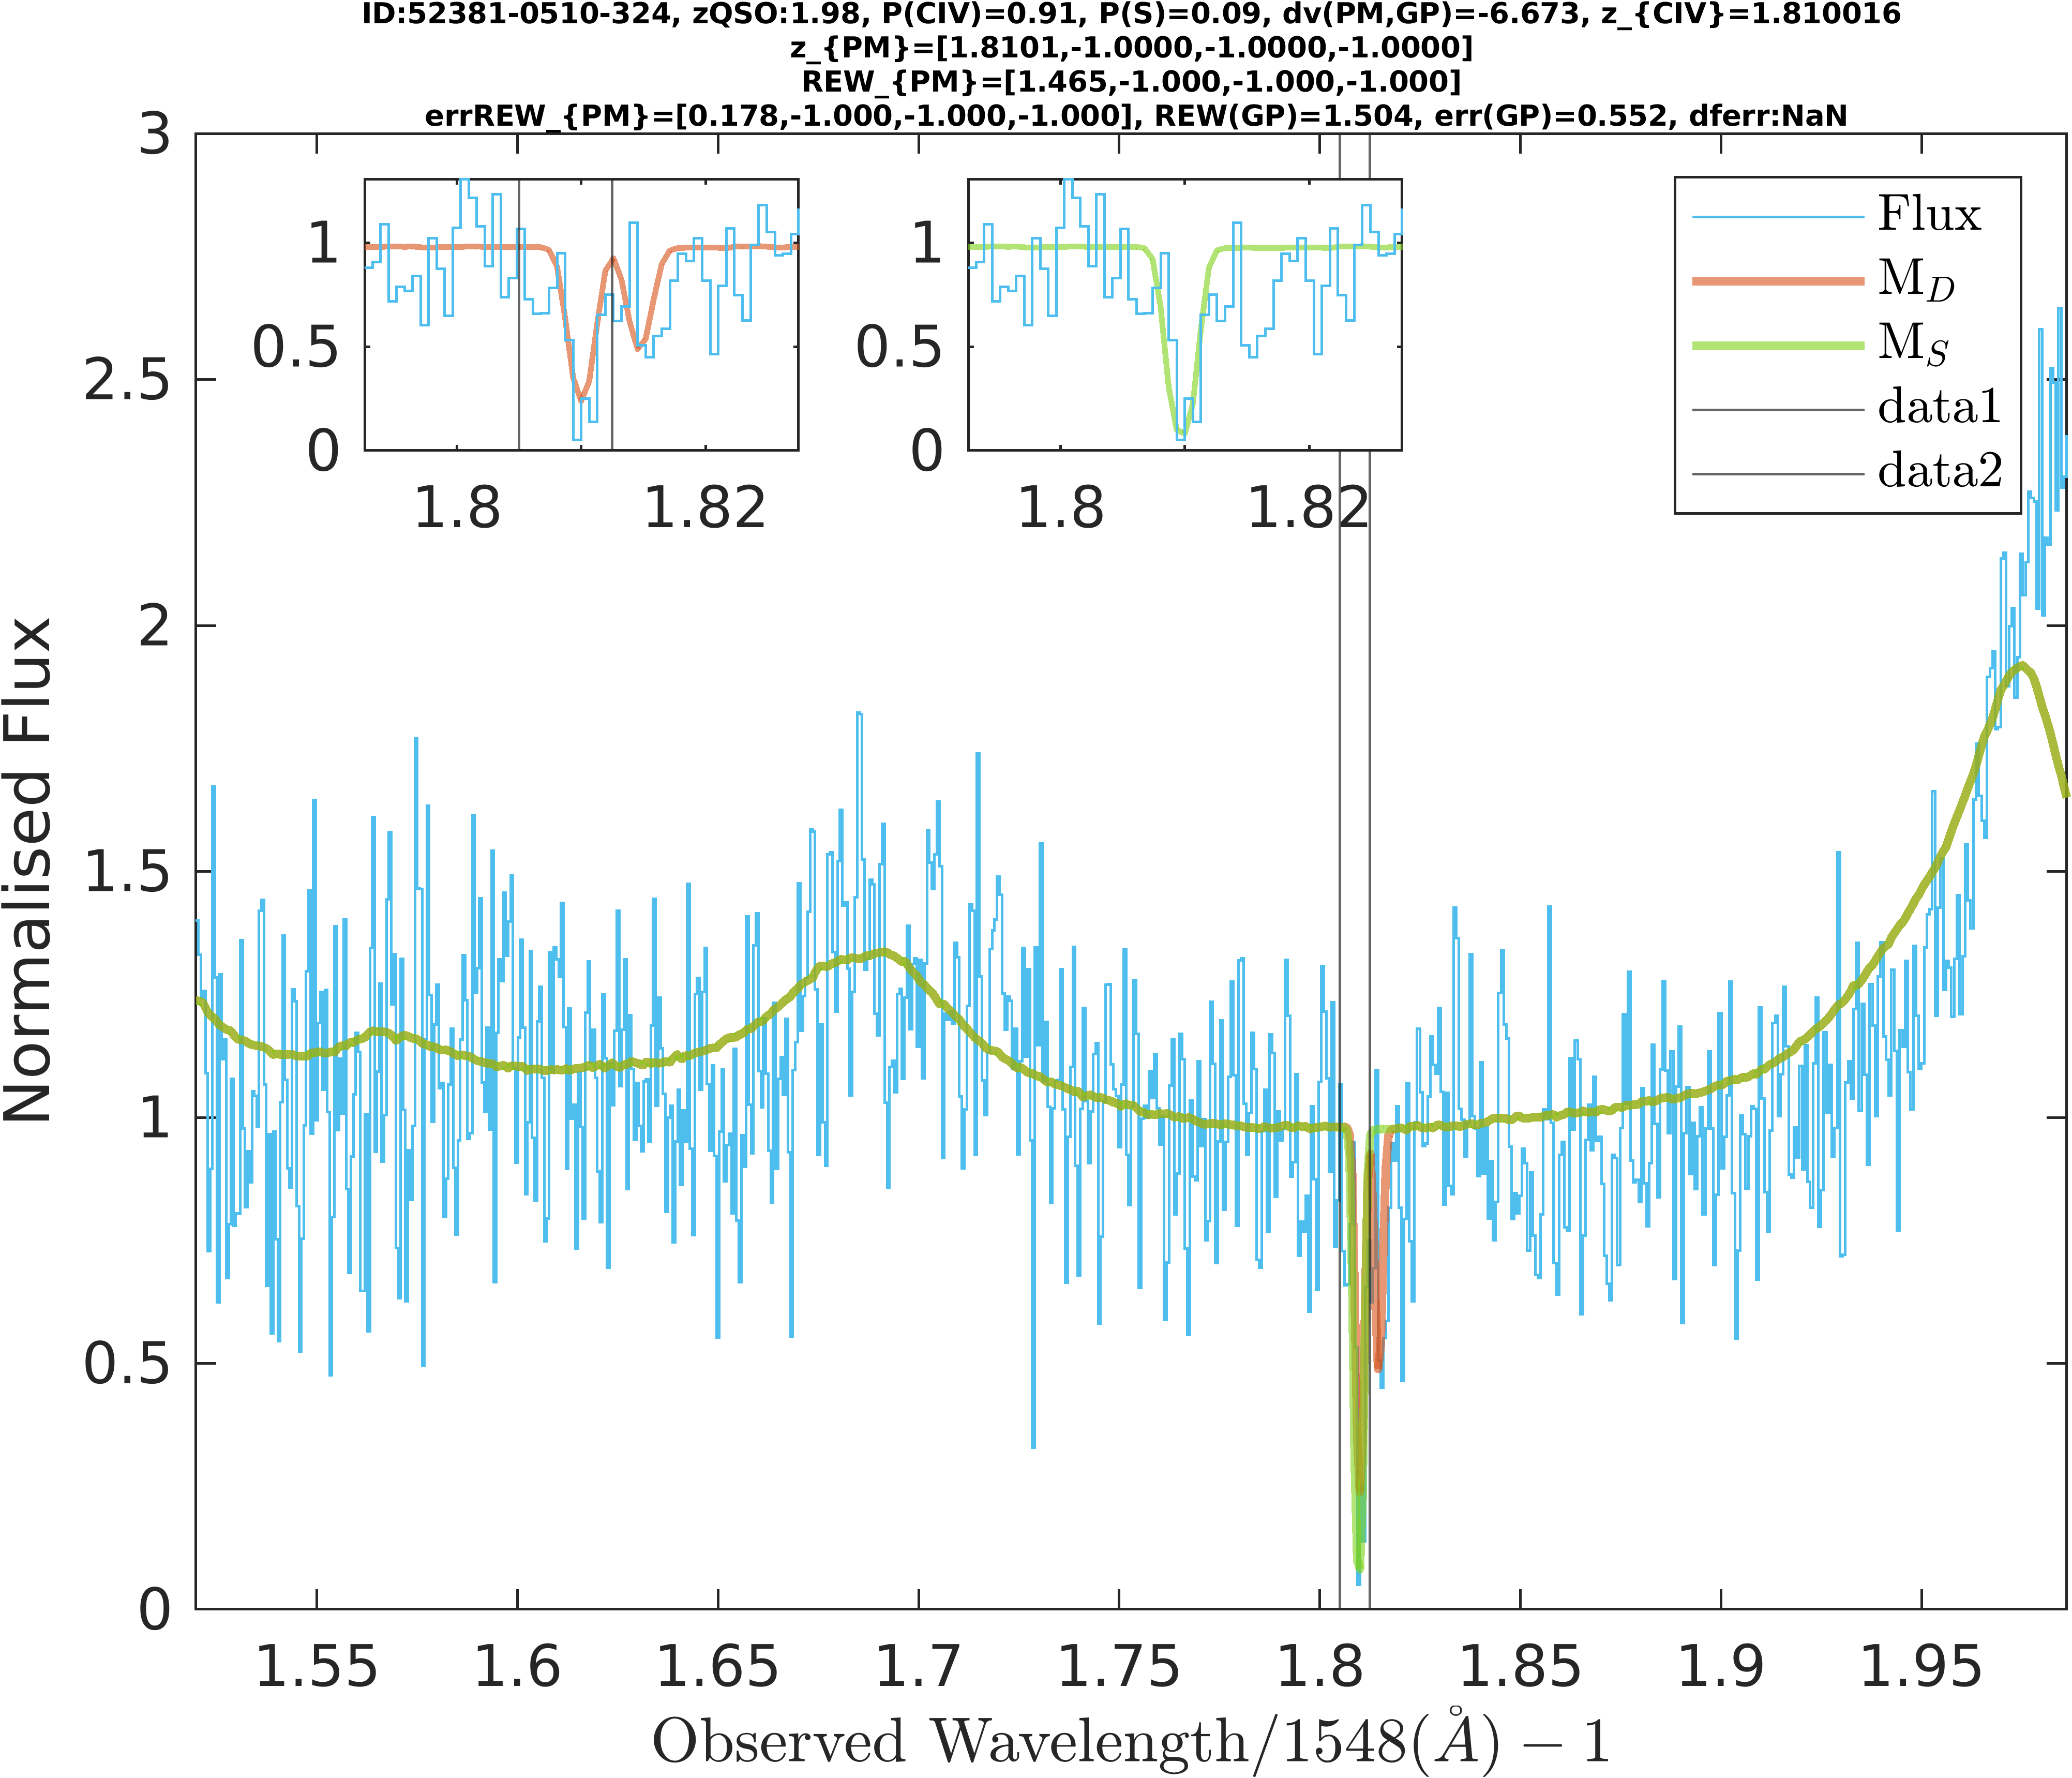 ID:52381-0510-324, zQSO:1.98, P(CIV)=0.91, P(S)=0.09, dv(PM,GP)=-6.673, z_{CIV}=1.810016
z_{PM}=[1.8101,-1.0000,-1.0000,-1.0000]
REW_{PM}=[1.465,-1.000,-1.000,-1.000]
errREW_{PM}=[0.178,-1.000,-1.000,-1.000], REW(GP)=1.504, err(GP)=0.552, dferr:NaN
3
2.5
2
1.5
1
0.5
0
Normalised Flux
1
0.5
0
1.8 1.82
1
0.5
0
1.8 1.82
Flux
M_D
M_S
data1
data2
1.55 1.6 1.65 1.7 1.75 1.8 1.85 1.9 1.95
Observed Wavelength/1548(Å) − 1